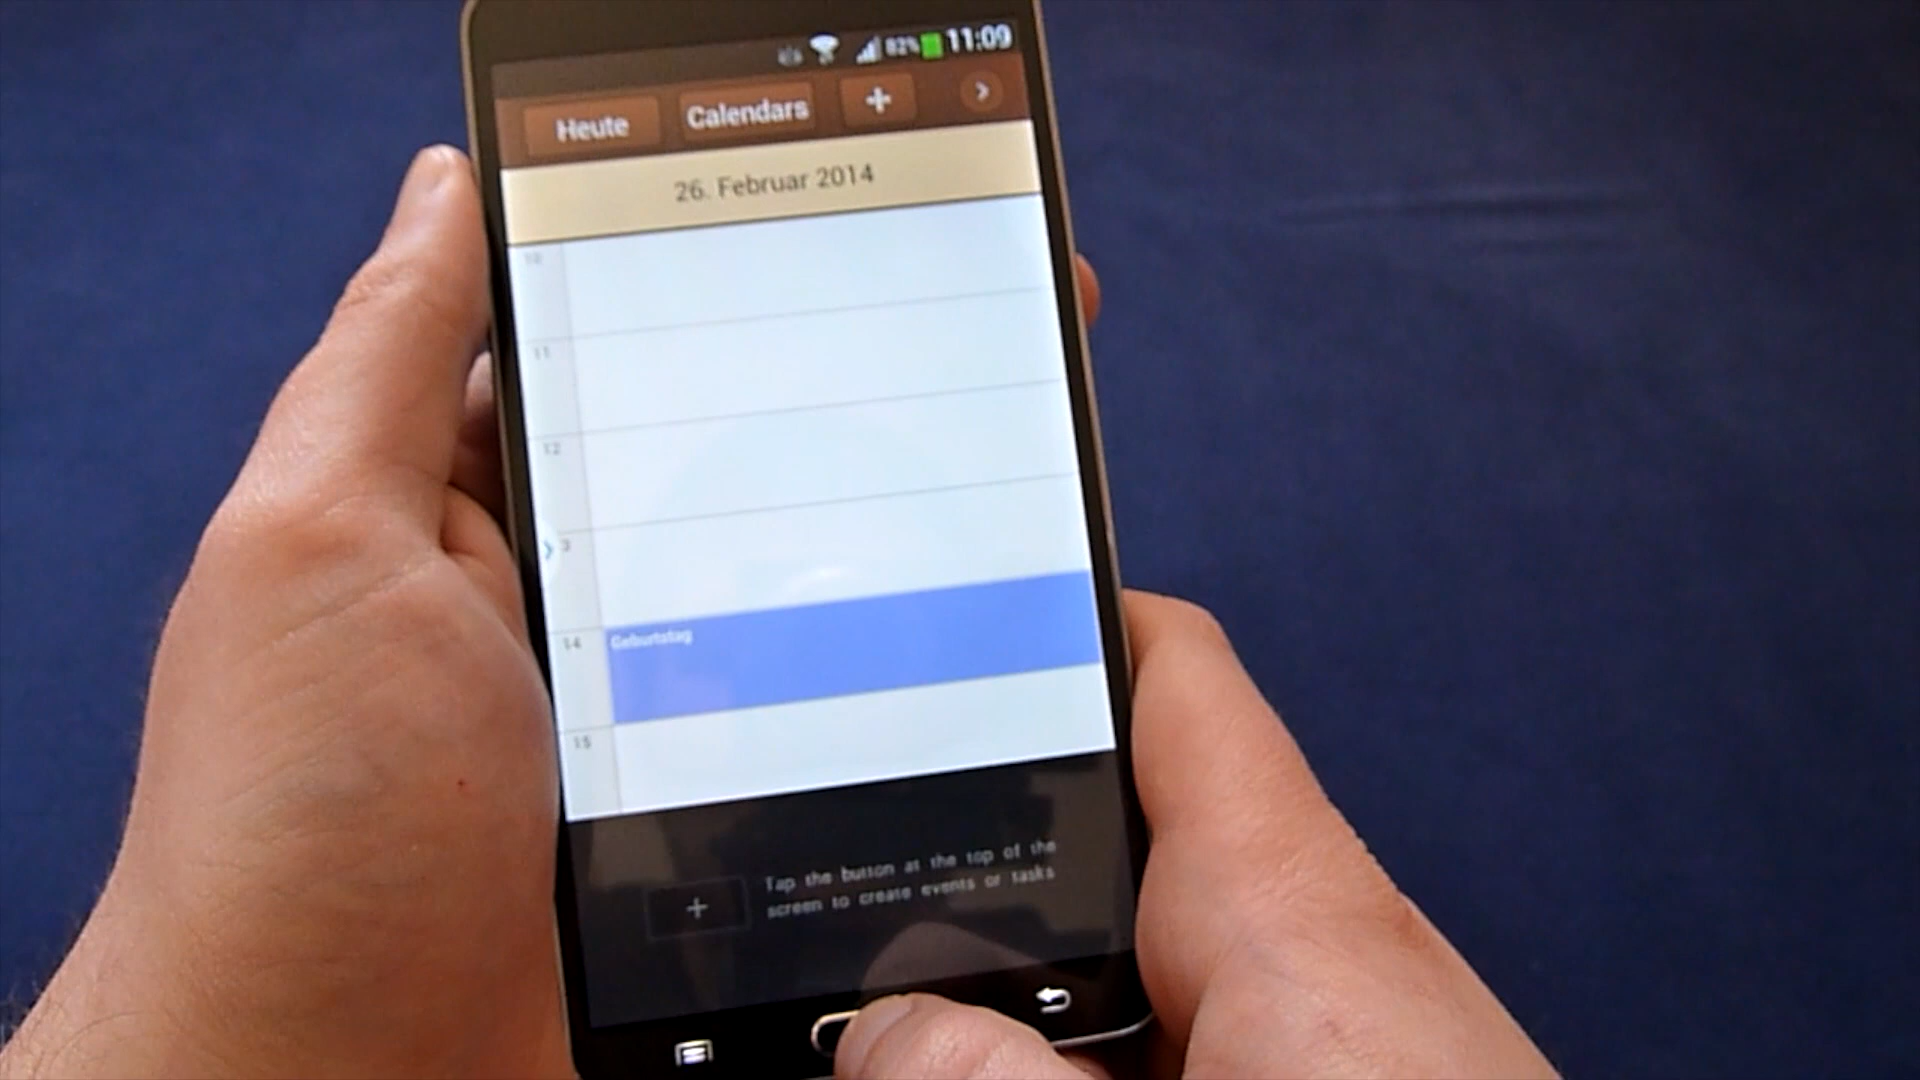 82% 11:09
Heute Calendars + >
26. Februar 2014
10
11
12
3
14 Geburtstag
15
+ Tap the button at the top of the
screen to create events or tasks